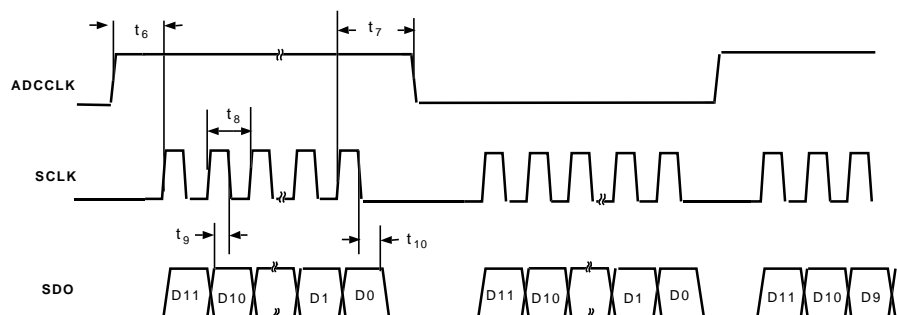 t6 t7
ADCCLK
t8
SCLK
t9 t10
SDO D11 D10 D1 D0 D11 D10 D1 D0 D11 D10 D9